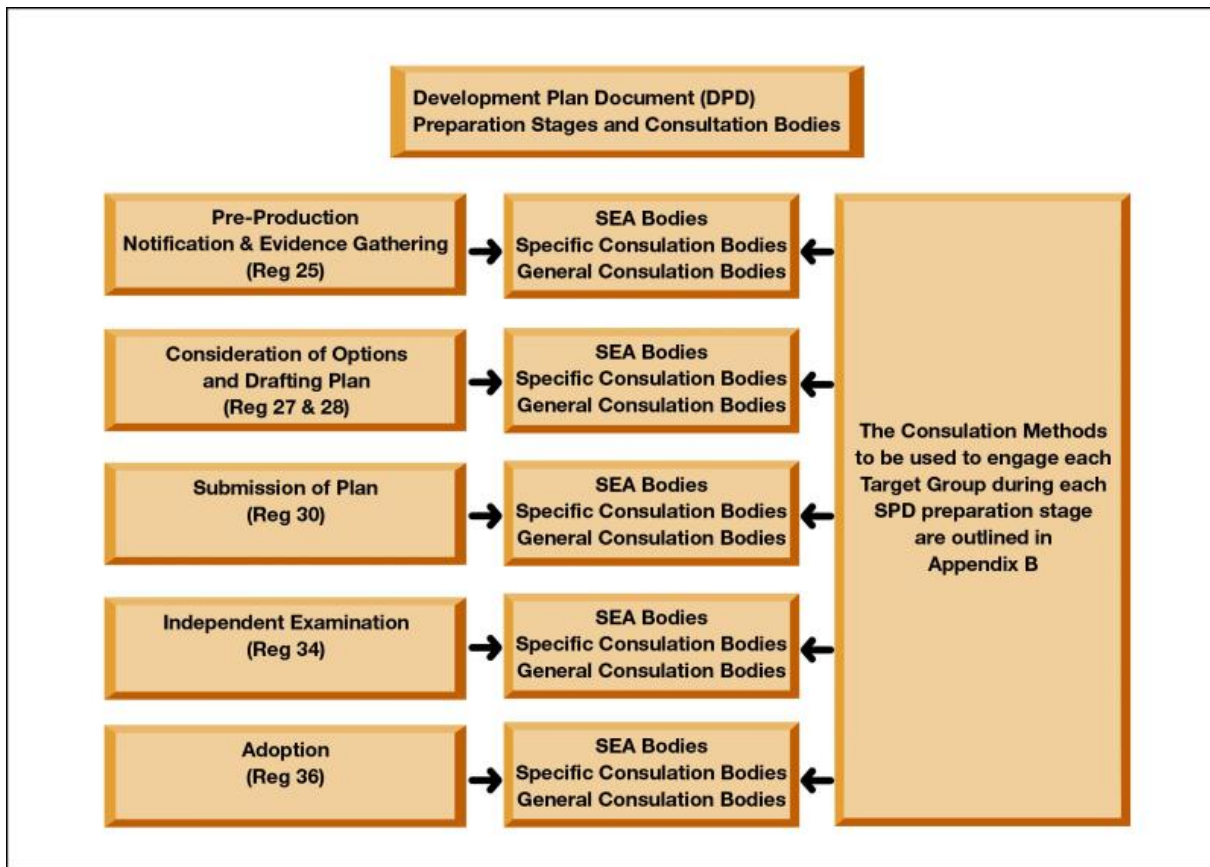 Development Plan Document (DPD)
Preparation Stages and Consultation Bodies
Pre-Production
Notification & Evidence Gathering
(Reg 25)
SEA Bodies
Specific Consulation Bodies
General Consulation Bodies
Consideration of Options
and Drafting Plan
(Reg 27 & 28)
SEA Bodies
Specific Consulation Bodies
General Consulation Bodies
Submission of Plan
(Reg 30)
SEA Bodies
Specific Consulation Bodies
General Consulation Bodies
Independent Examination
(Reg 34)
SEA Bodies
Specific Consulation Bodies
General Consulation Bodies
Adoption
(Reg 36)
SEA Bodies
Specific Consulation Bodies
General Consulation Bodies
The Consulation Methods
to be used to engage each
Target Group during each
SPD preparation stage
are outlined in
Appendix B